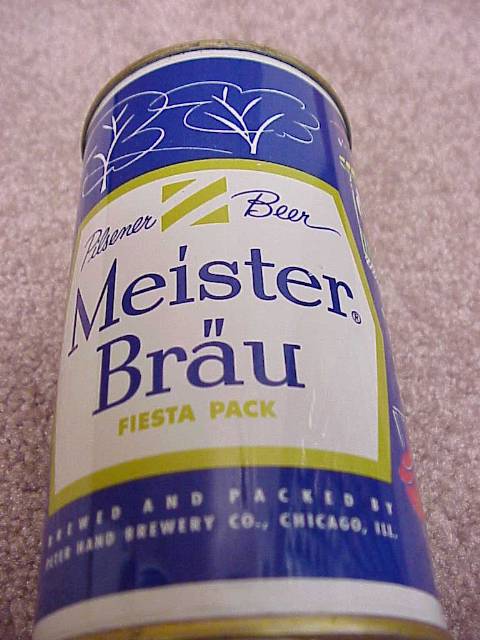 Pilsener Beer
Meister®
Bräu
FIESTA PACK
BREWED AND PACKED BY
PETER HAND BREWERY CO., CHICAGO, ILL.